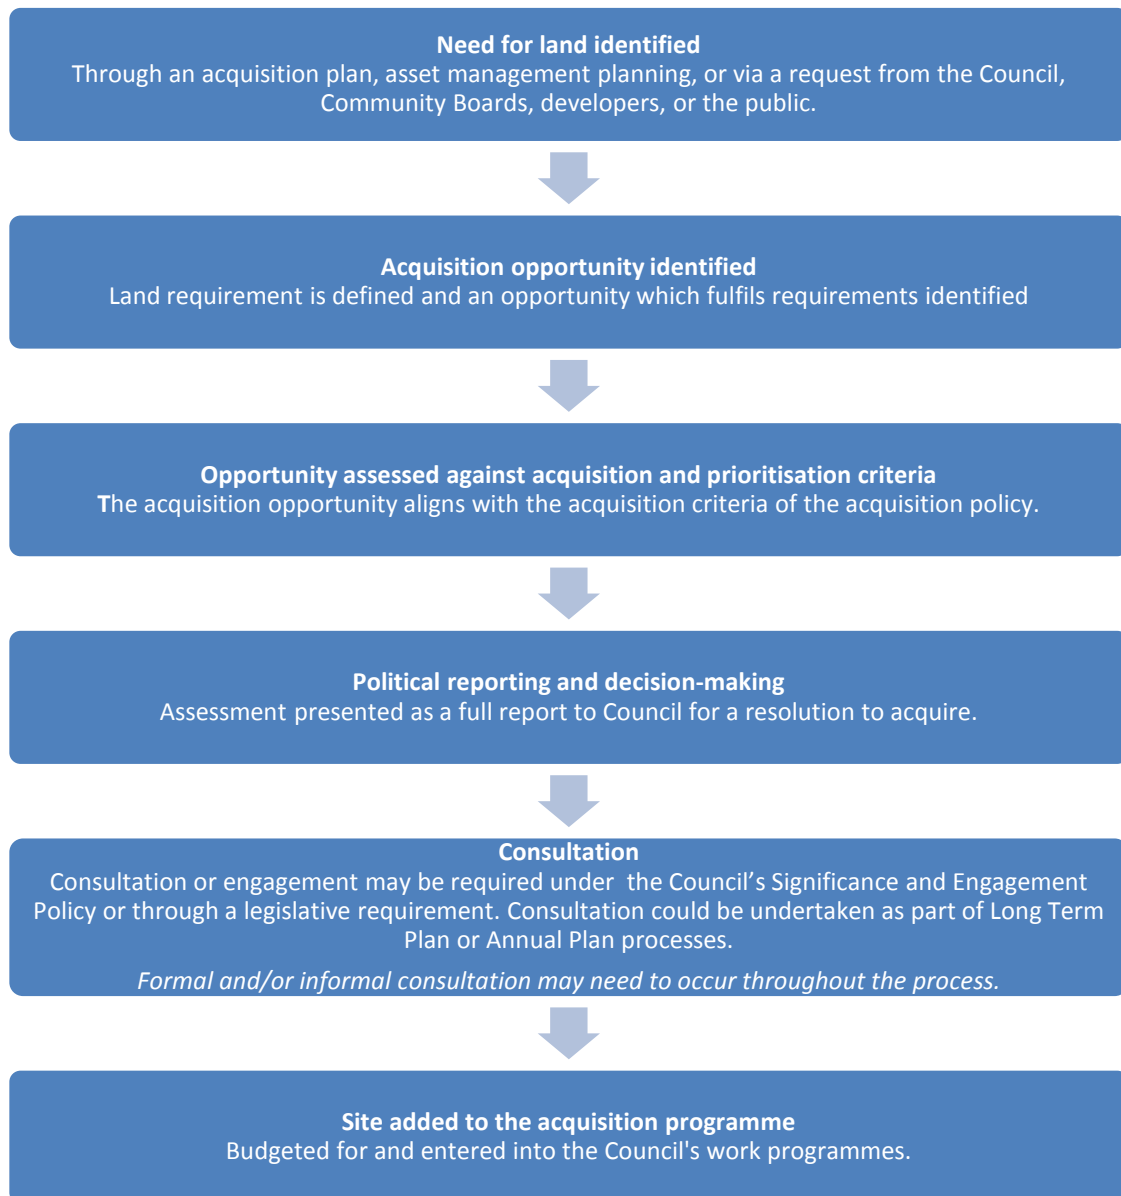 Need for land identified
Through an acquisition plan, asset management planning, or via a request from the Council,
Community Boards, developers, or the public.
Acquisition opportunity identified
Land requirement is defined and an opportunity which fulfils requirements identified
Opportunity assessed against acquisition and prioritisation criteria
The acquisition opportunity aligns with the acquisition criteria of the acquisition policy.
Political reporting and decision-making
Assessment presented as a full report to Council for a resolution to acquire.
Consultation
Consultation or engagement may be required under the Council's Significance and Engagement
Policy or through a legislative requirement. Consultation could be undertaken as part of Long Term
Plan or Annual Plan processes.
Formal and/or informal consultation may need to occur throughout the process.
Site added to the acquisition programme
Budgeted for and entered into the Council's work programmes.